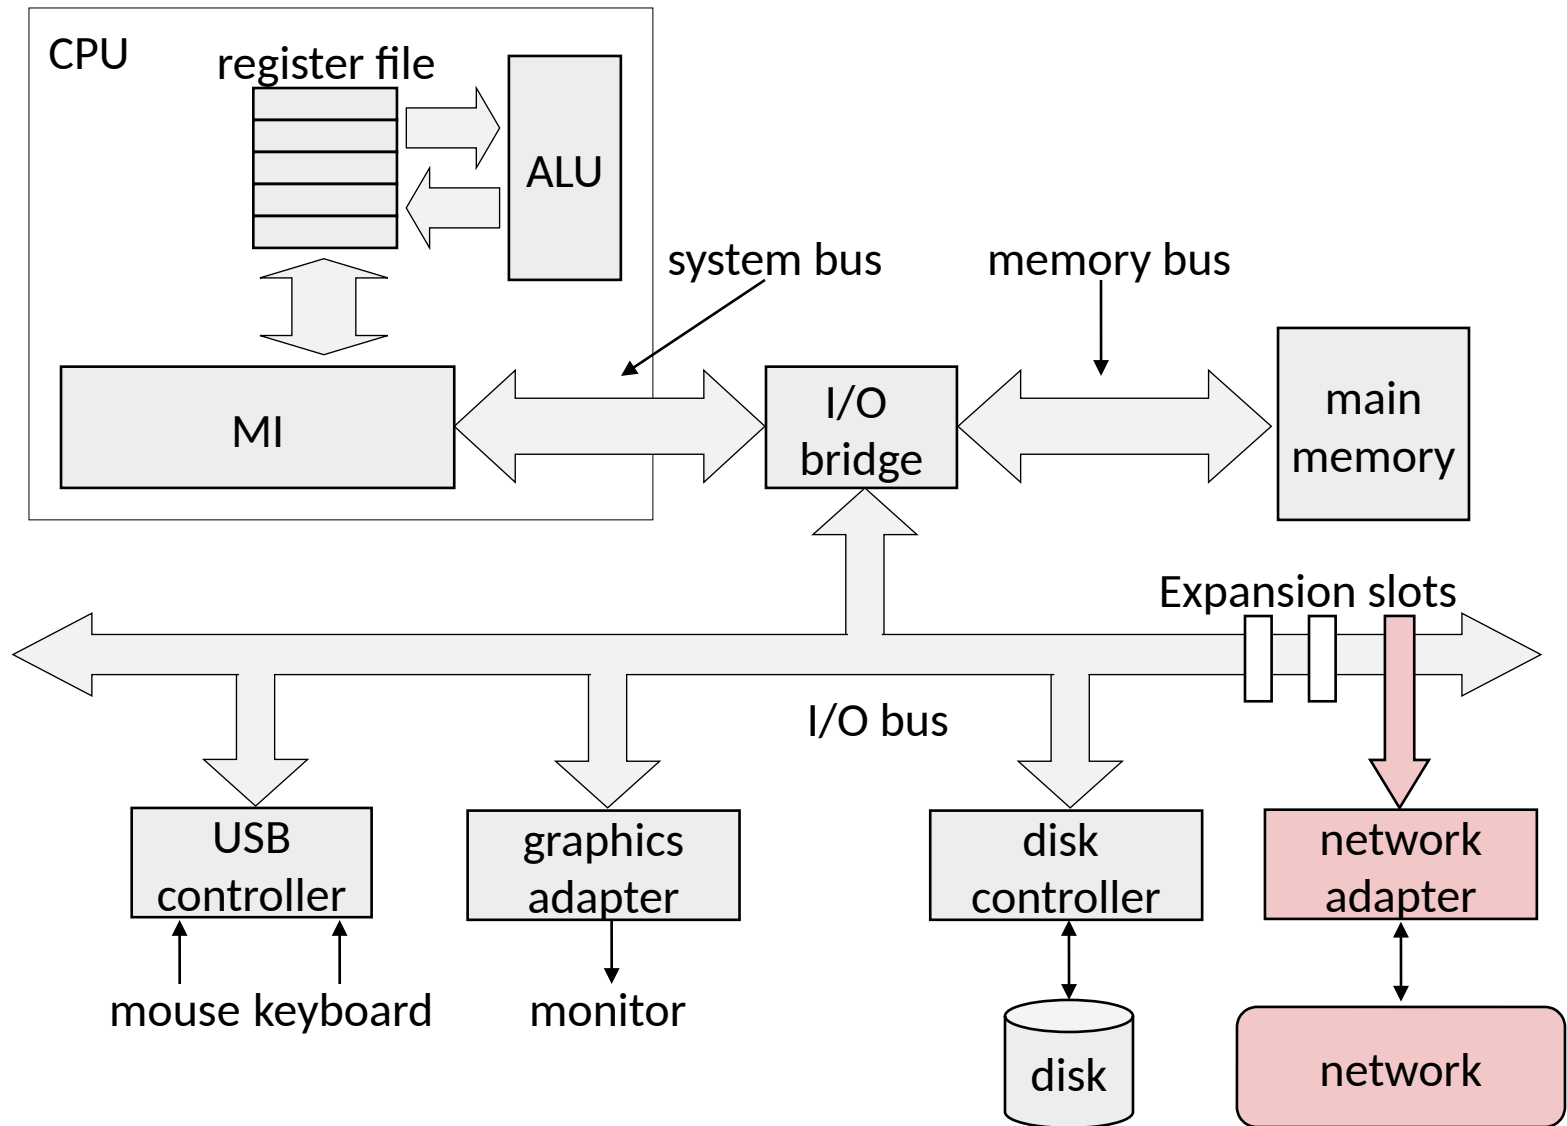 CPU
register file
ALU
system bus
memory bus
MI
I/O
bridge
main
memory
Expansion slots
I/O bus
USB
controller
graphics
adapter
disk
controller
network
adapter
mouse
keyboard
monitor
disk
network